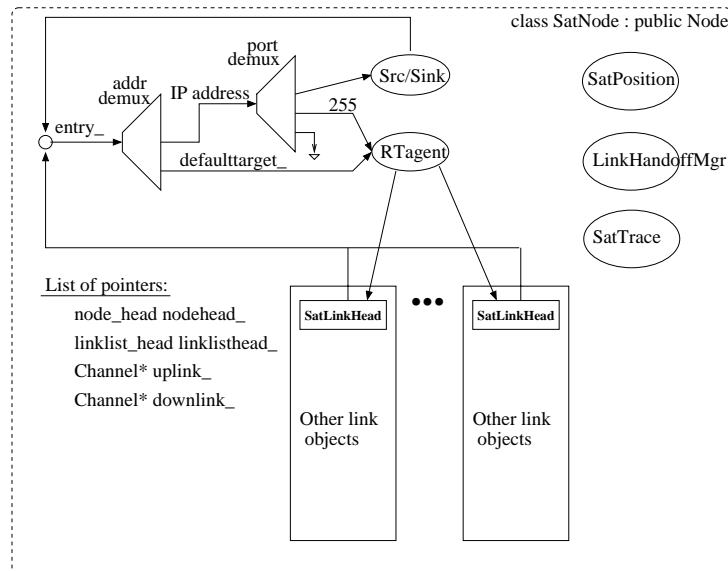 class SatNode : public Node
port
demux
addr
demux
IP address
Src/Sink
SatPosition
255
entry_
defaulttarget_
RTagent
LinkHandoffMgr
SatTrace
List of pointers:
node_head nodehead_
linklist_head linklisthead_
Channel* uplink_
Channel* downlink_
SatLinkHead
SatLinkHead
Other link
objects
Other link
objects